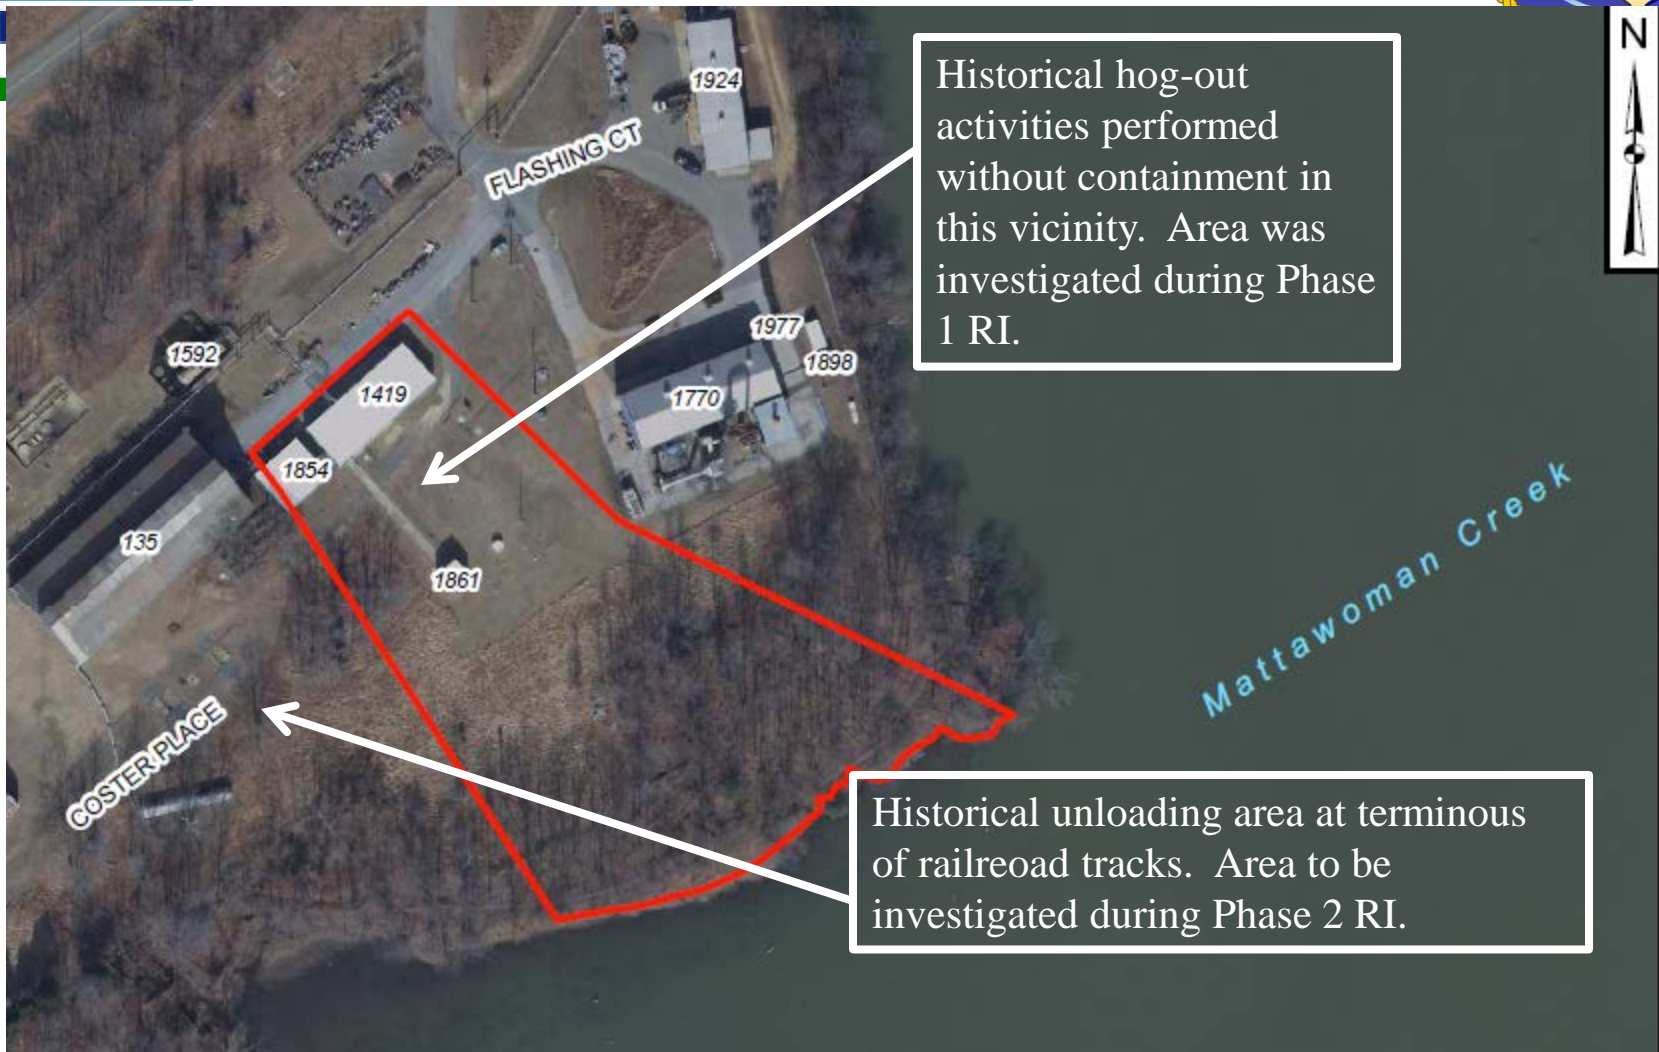 N
1924
FLASHING CT
Historical hog-out
activities performed
without containment in
this vicinity. Area was
investigated during Phase
1 RI.
1592
1977
1898
1419
1770
1854
135
1861
Mattawoman Creek
COSTER PLACE
Historical unloading area at terminous
of railreoad tracks. Area to be
investigated during Phase 2 RI.